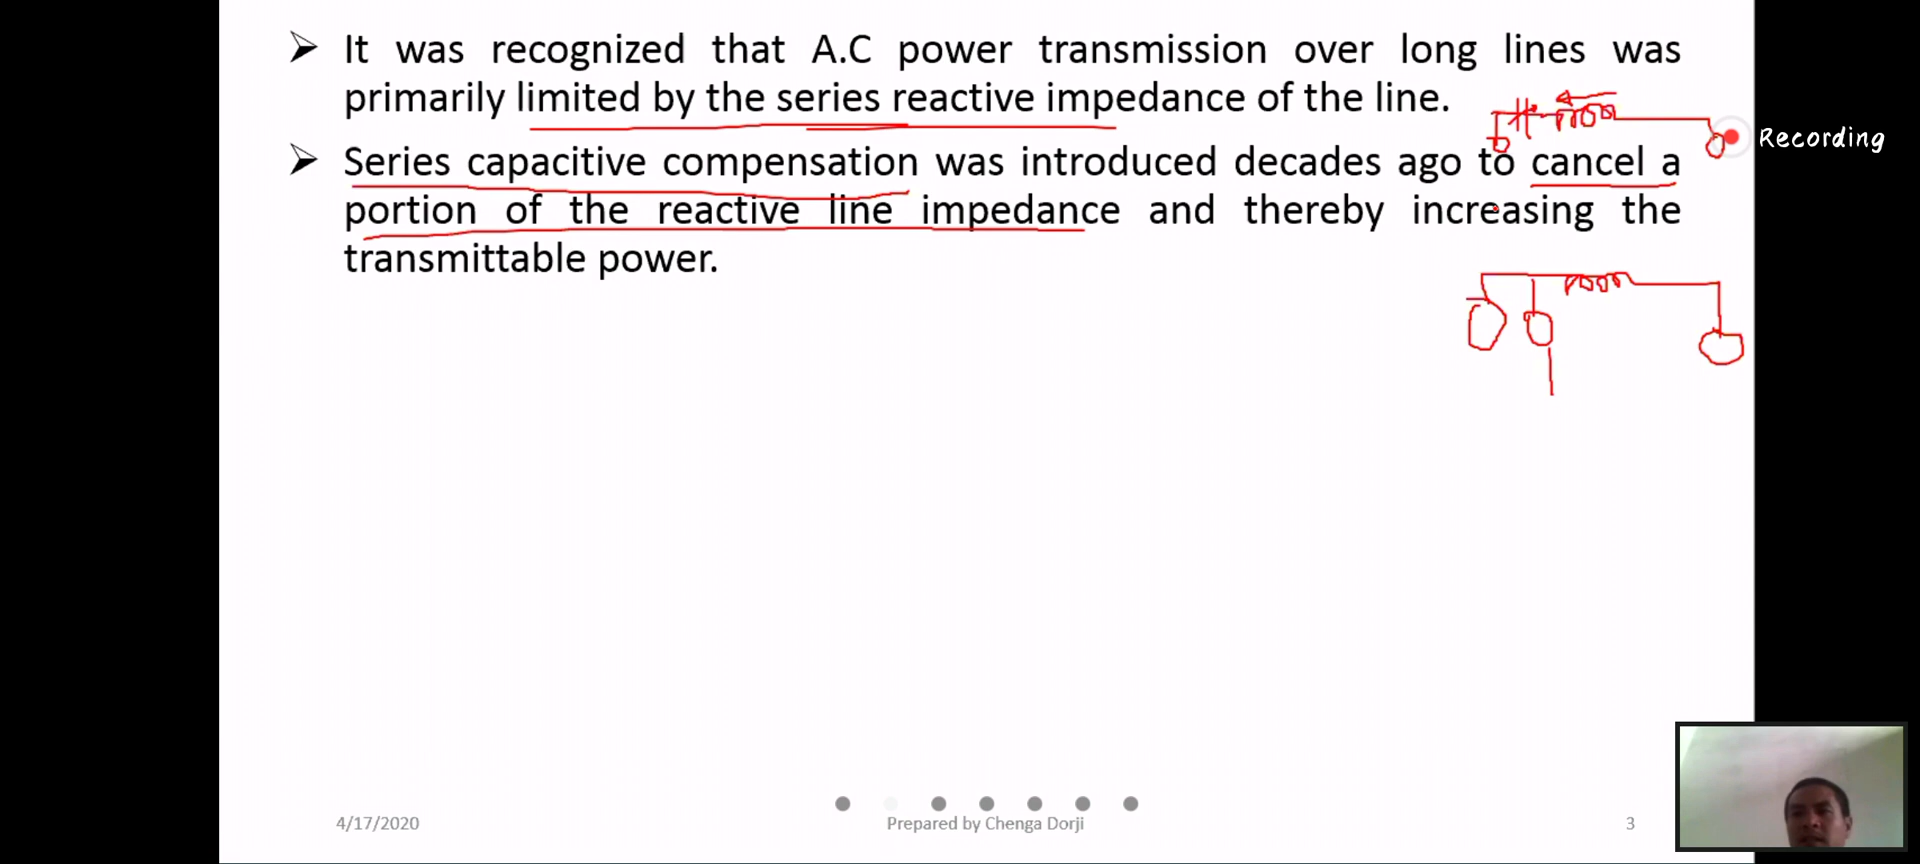 It was recognized that A.C power transmission over long lines was
primarily limited by the series reactive impedance of the line.
Recording
Series capacitive compensation was introduced decades ago to cancel a
portion of the reactive line impedance and thereby increasing the
transmittable power.
4/17/2020
Prepared by Chenga Dorji
3